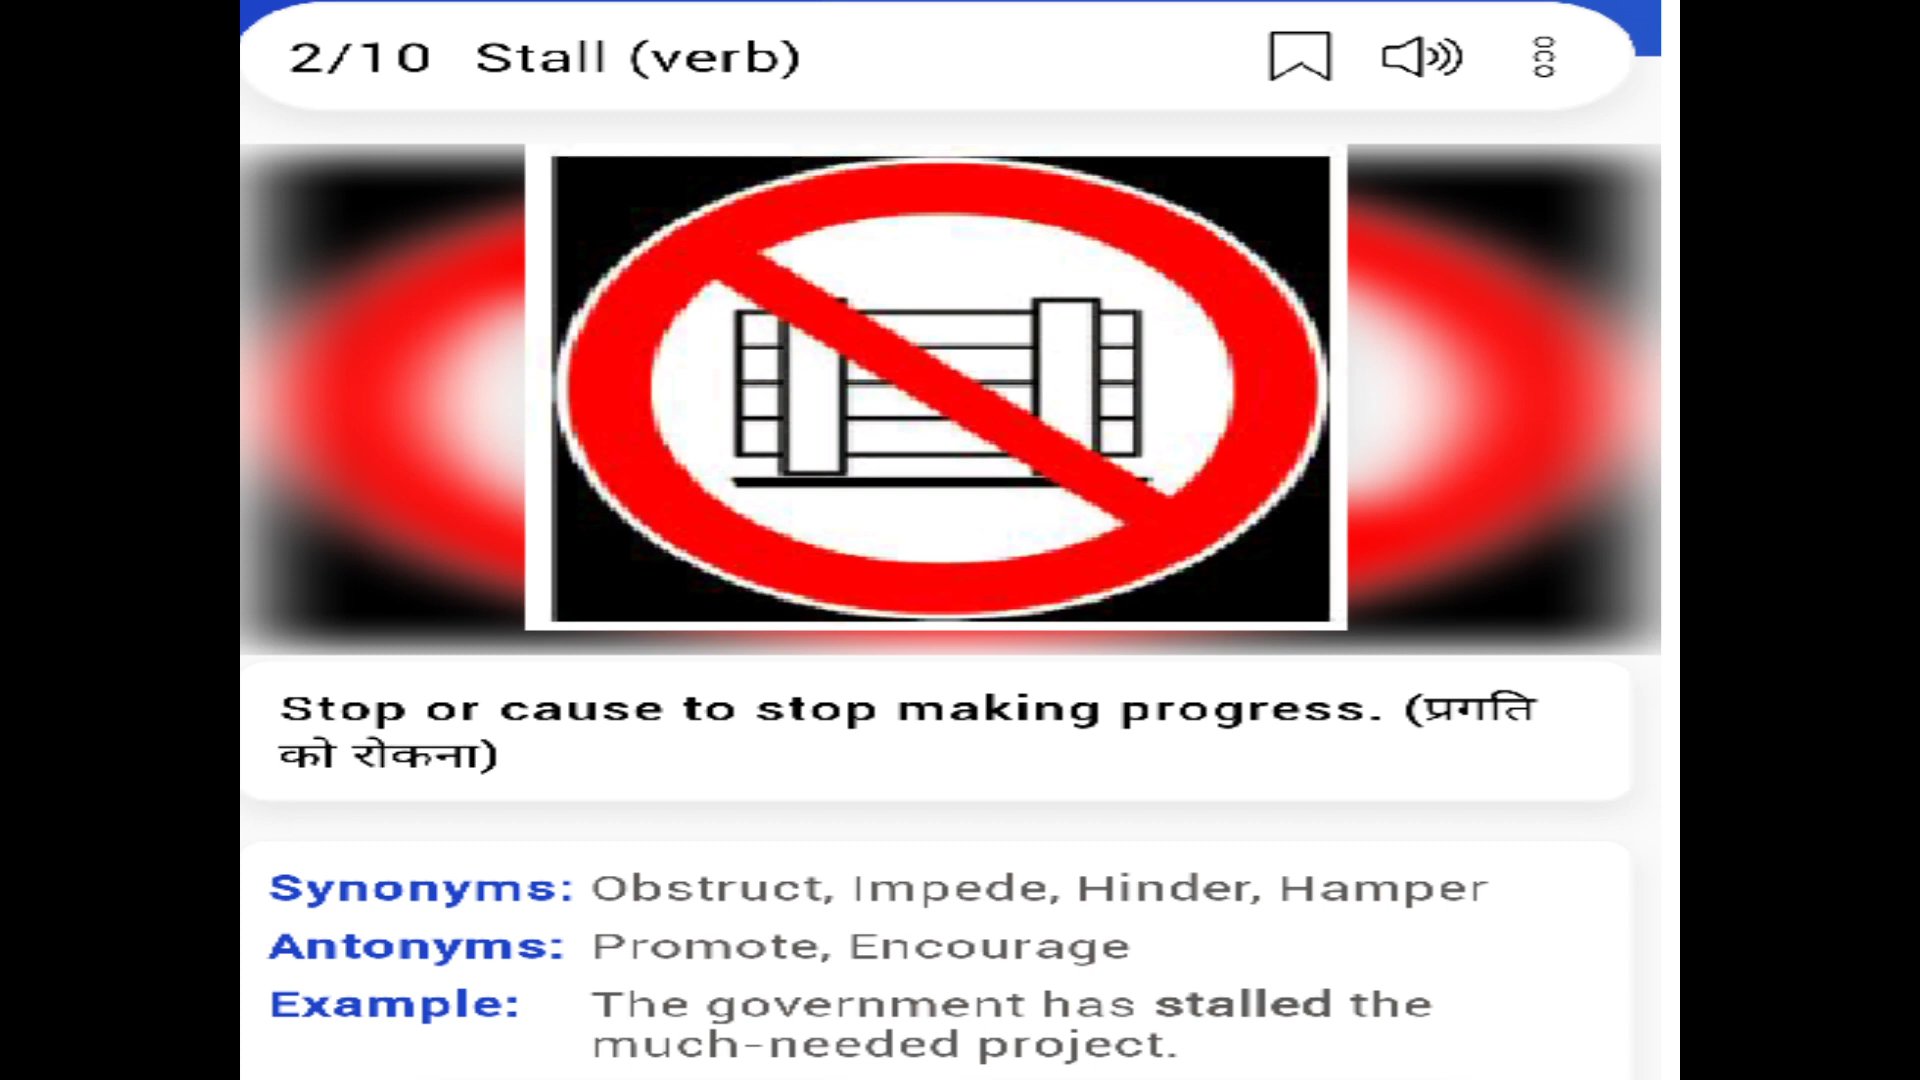 2/10 Stall (verb)
Stop or cause to stop making progress. (प्रगति
को रोकना)
Synonyms: Obstruct, Impede, Hinder, Hamper
Antonyms: Promote, Encourage
Example: The government has stalled the
much-needed project.